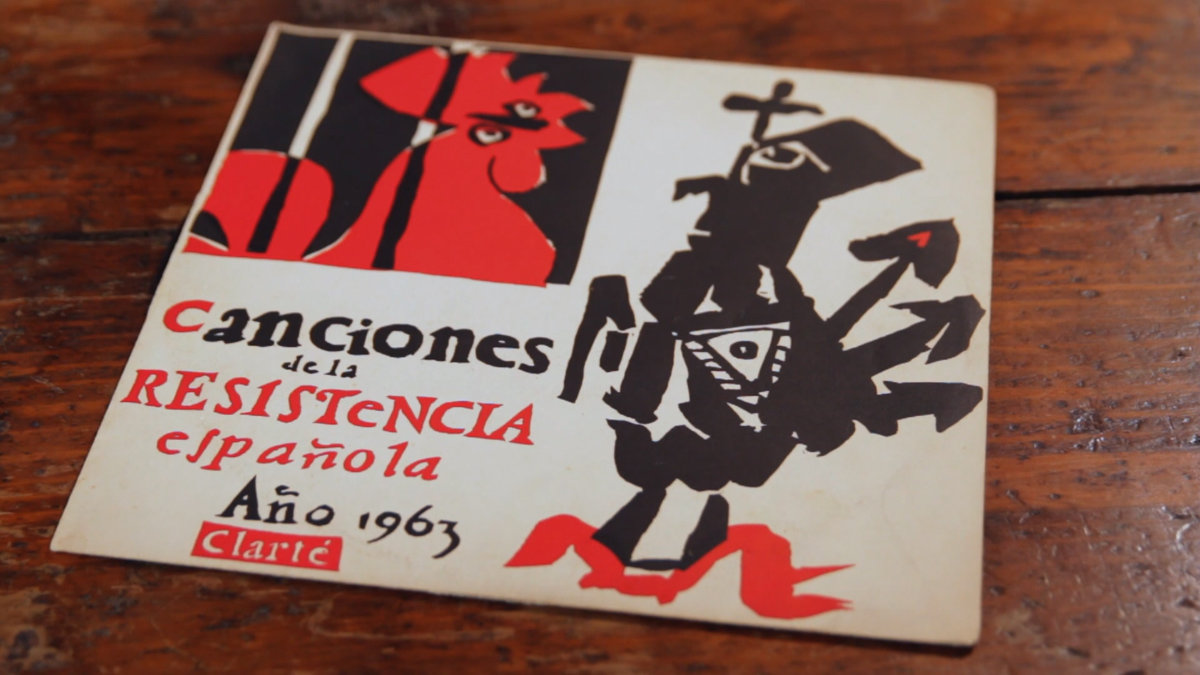 Canciones
de la
RESISTeNCIA
española
Año 1963
Clarté